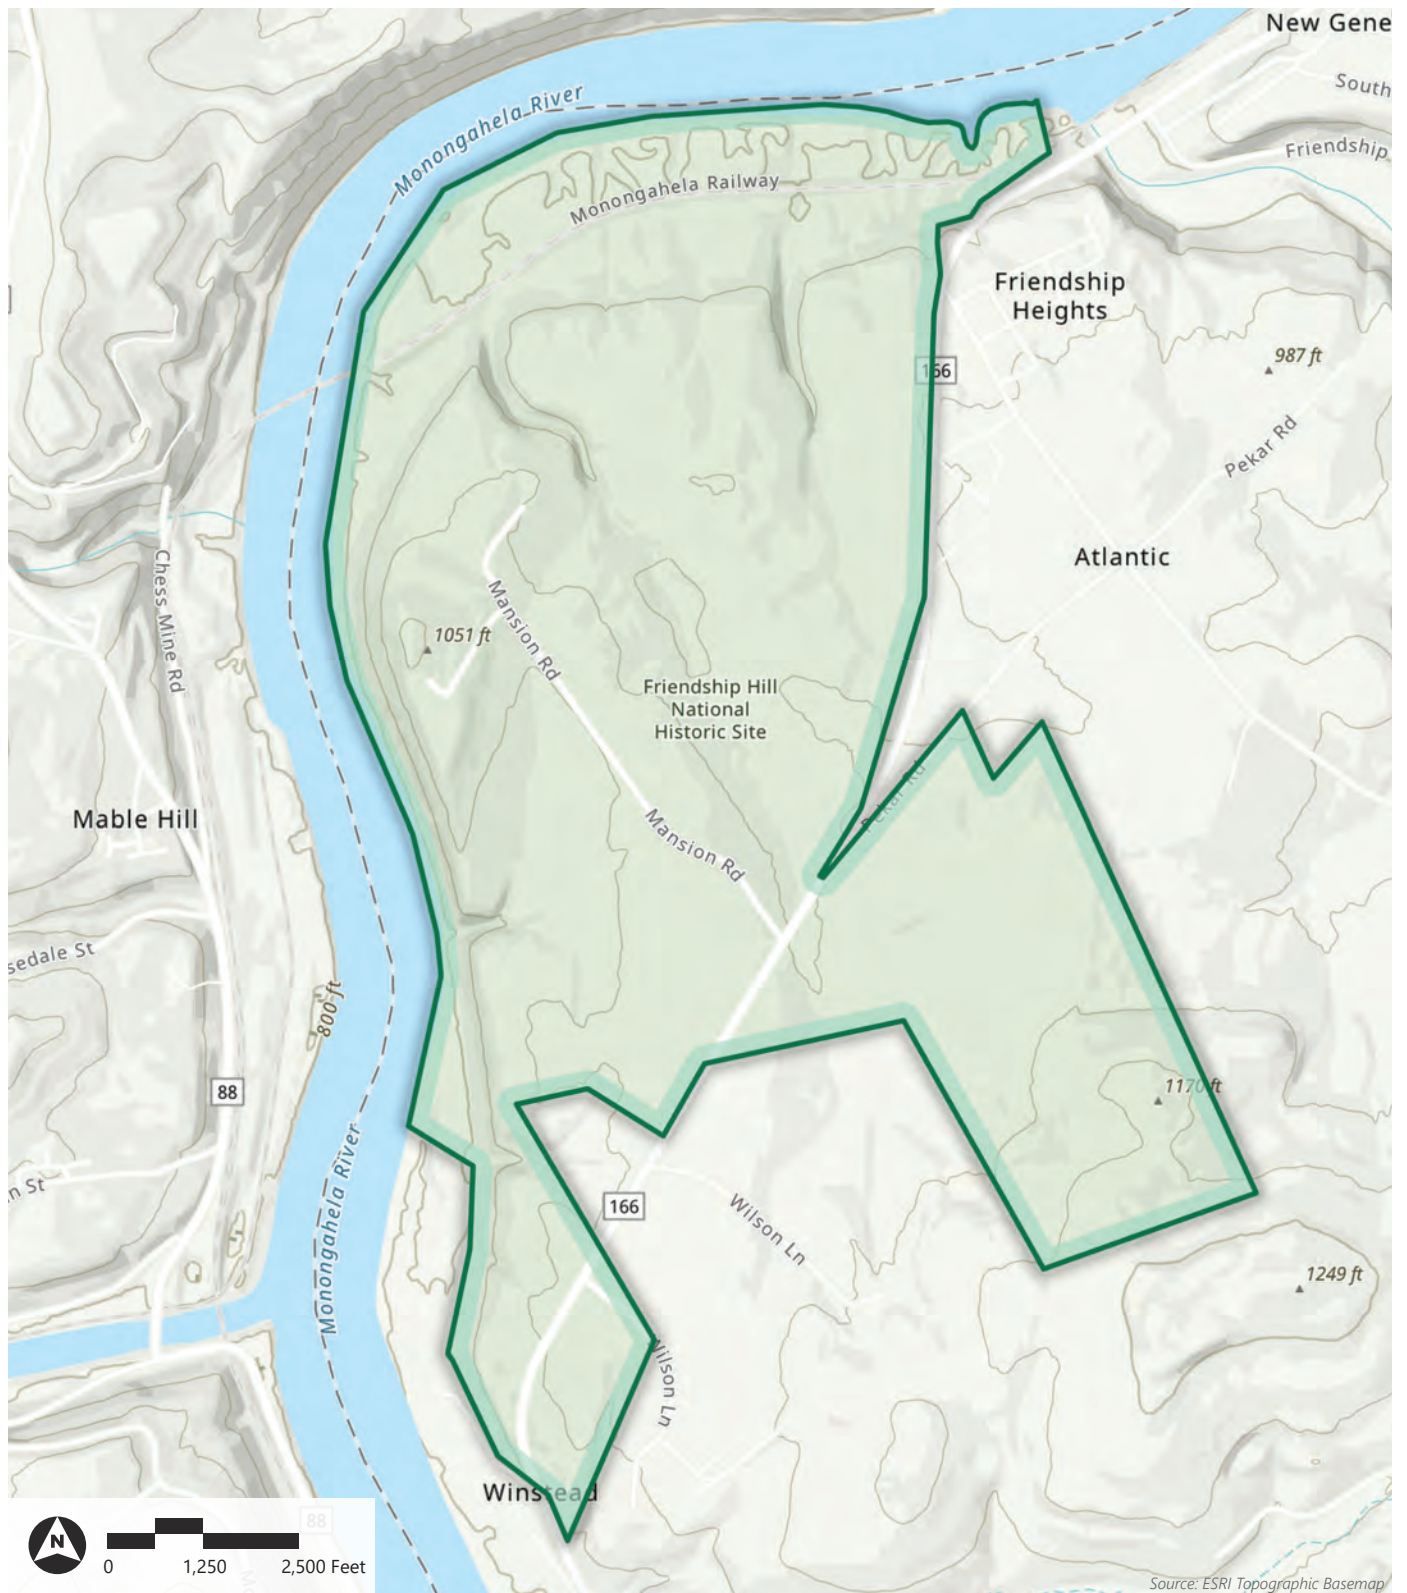 New Gene
South
Monongahela River
Friendship
Monongahela Railway
Friendship
Heights
987 ft
166
Pekar Rd
Atlantic
Chess Mine Rd
Mansion Rd
1051 ft
Friendship Hill
National
Historic Site
Pekar Rd
Mable Hill
Mansion Rd
sedale St
800 ft
88
1170 ft
Monongahela River
n St
166
Wilson Ln
1249 ft
Wilson Ln
Winstead
88
N
0 1,250 2,500 Feet
Source: ESRI Topographic Basemap